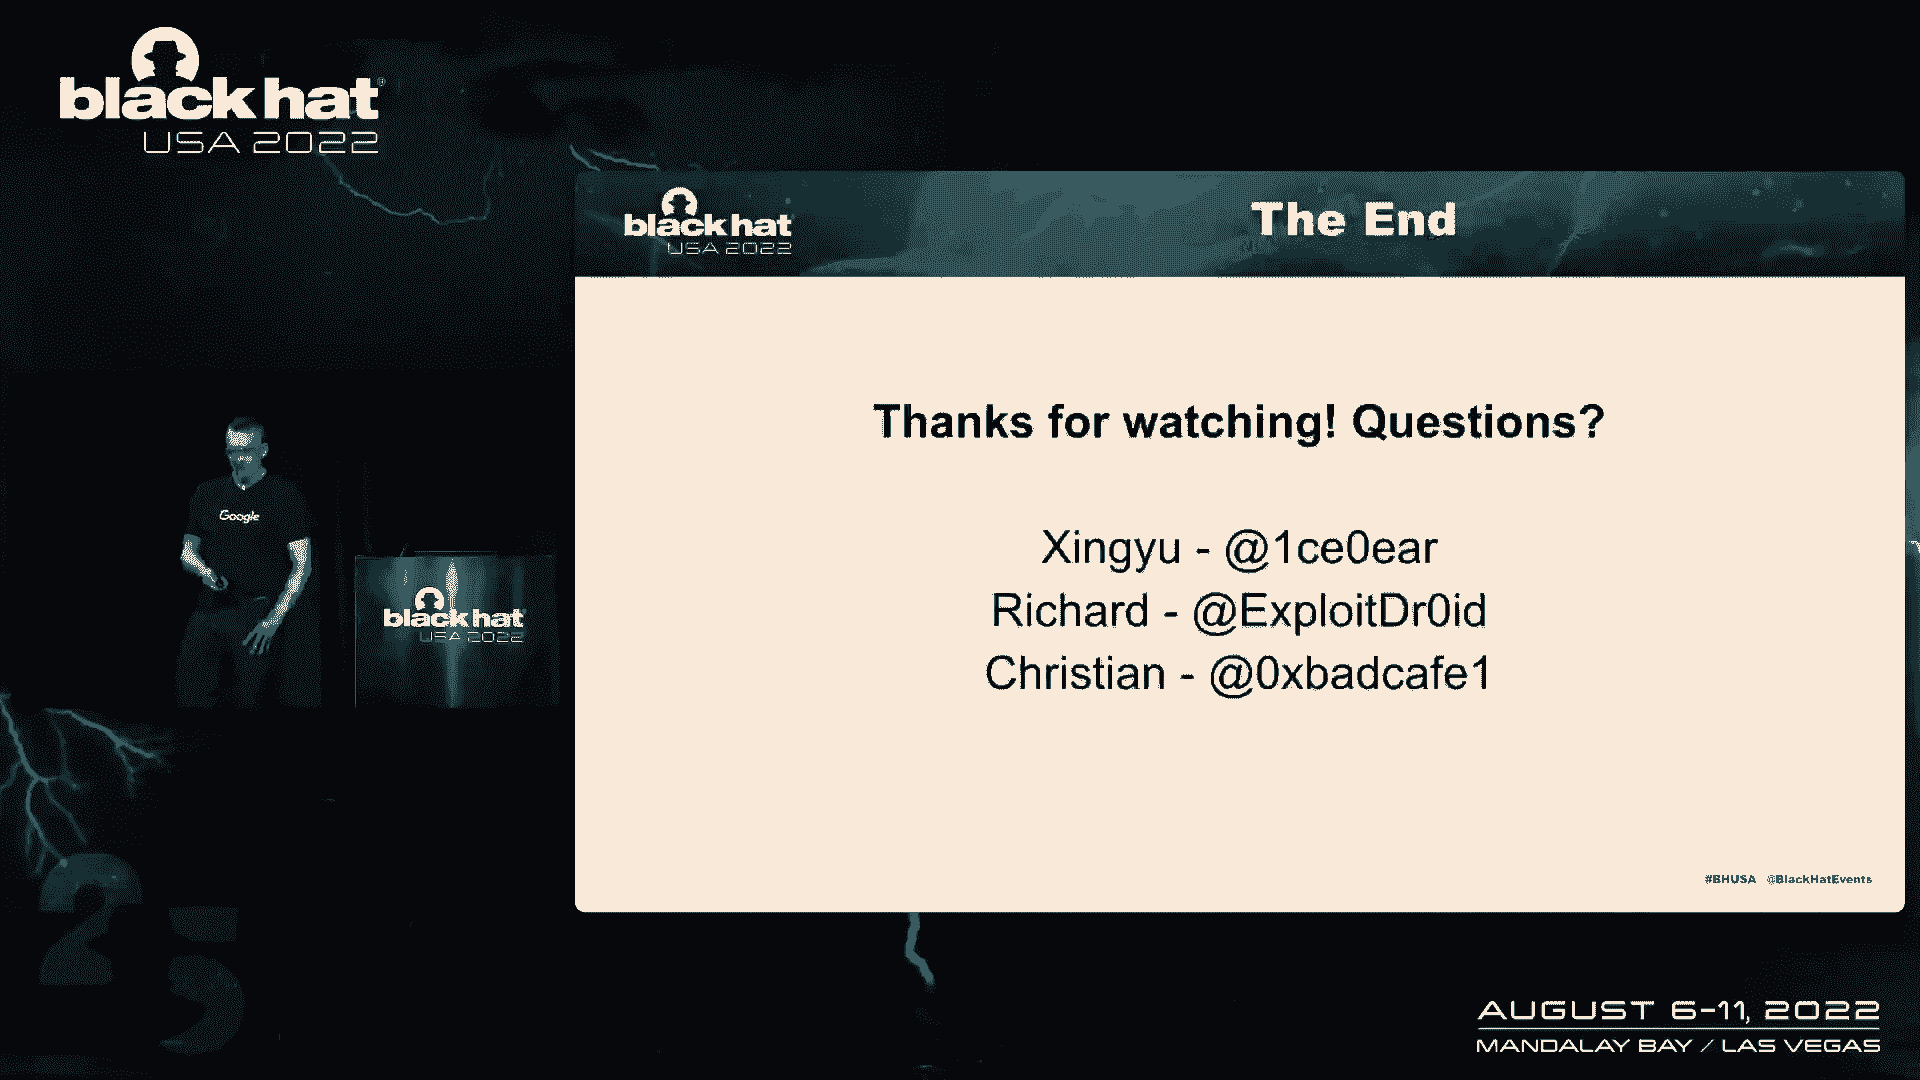 black hat
USA 2022
black hat
USA 2022
The End
Thanks for watching! Questions?
Xingyu - @1ce0ear
Richard - @ExploitDr0id
Christian - @0xbadcafe1
#BHUSA @BlackHatEvents
Google
black hat
USA 2022
25
AUGUST 6-11, 2022
MANDALAY BAY / LAS VEGAS